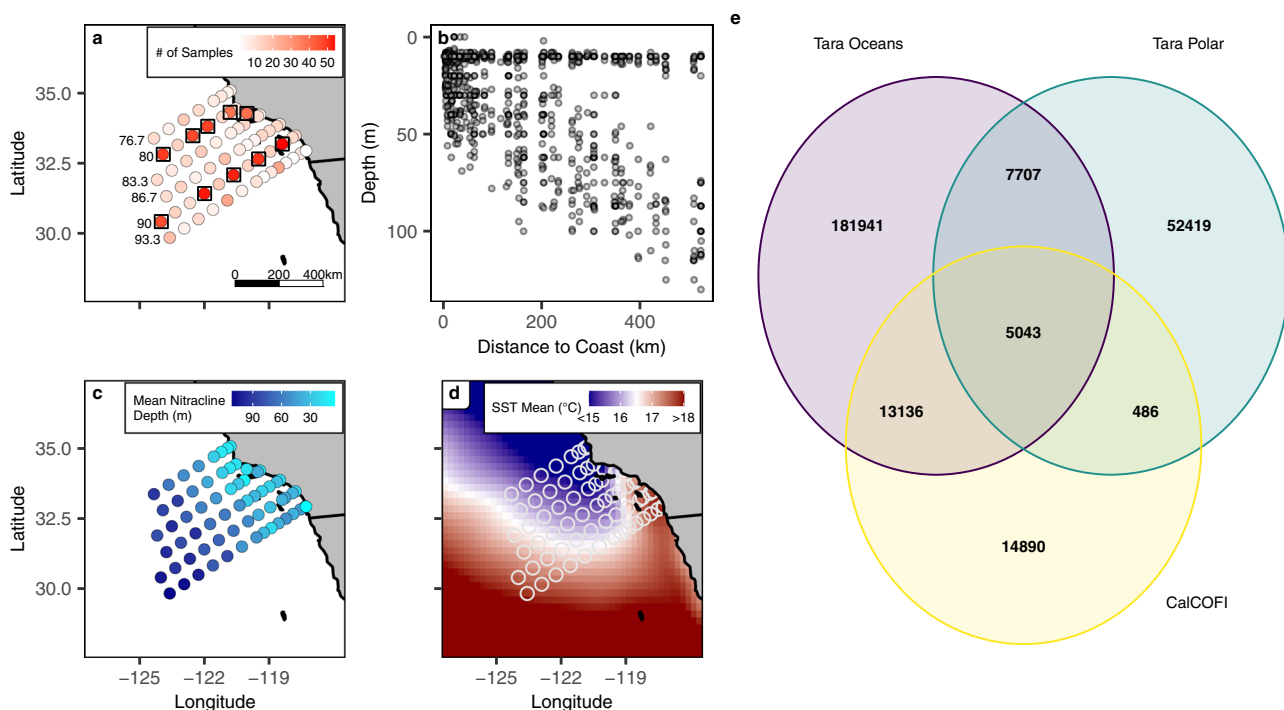 a
# of Samples
10 20 30 40 50
35.0
32.5
30.0
Latitude
76.7
80
83.3
86.7
90
93.3
0 200 400km
b
0
50
100
Depth (m)
0 200 400
Distance to Coast (km)
c
Mean Nitracline
Depth (m)
90 60 30
35.0
32.5
30.0
Latitude
−125 −122 −119
Longitude
d
SST Mean (°C)
<15 16 17 >18
−125 −122 −119
Longitude
e
Tara Oceans
Tara Polar
7707
181941
52419
5043
13136
486
14890
CalCOFI